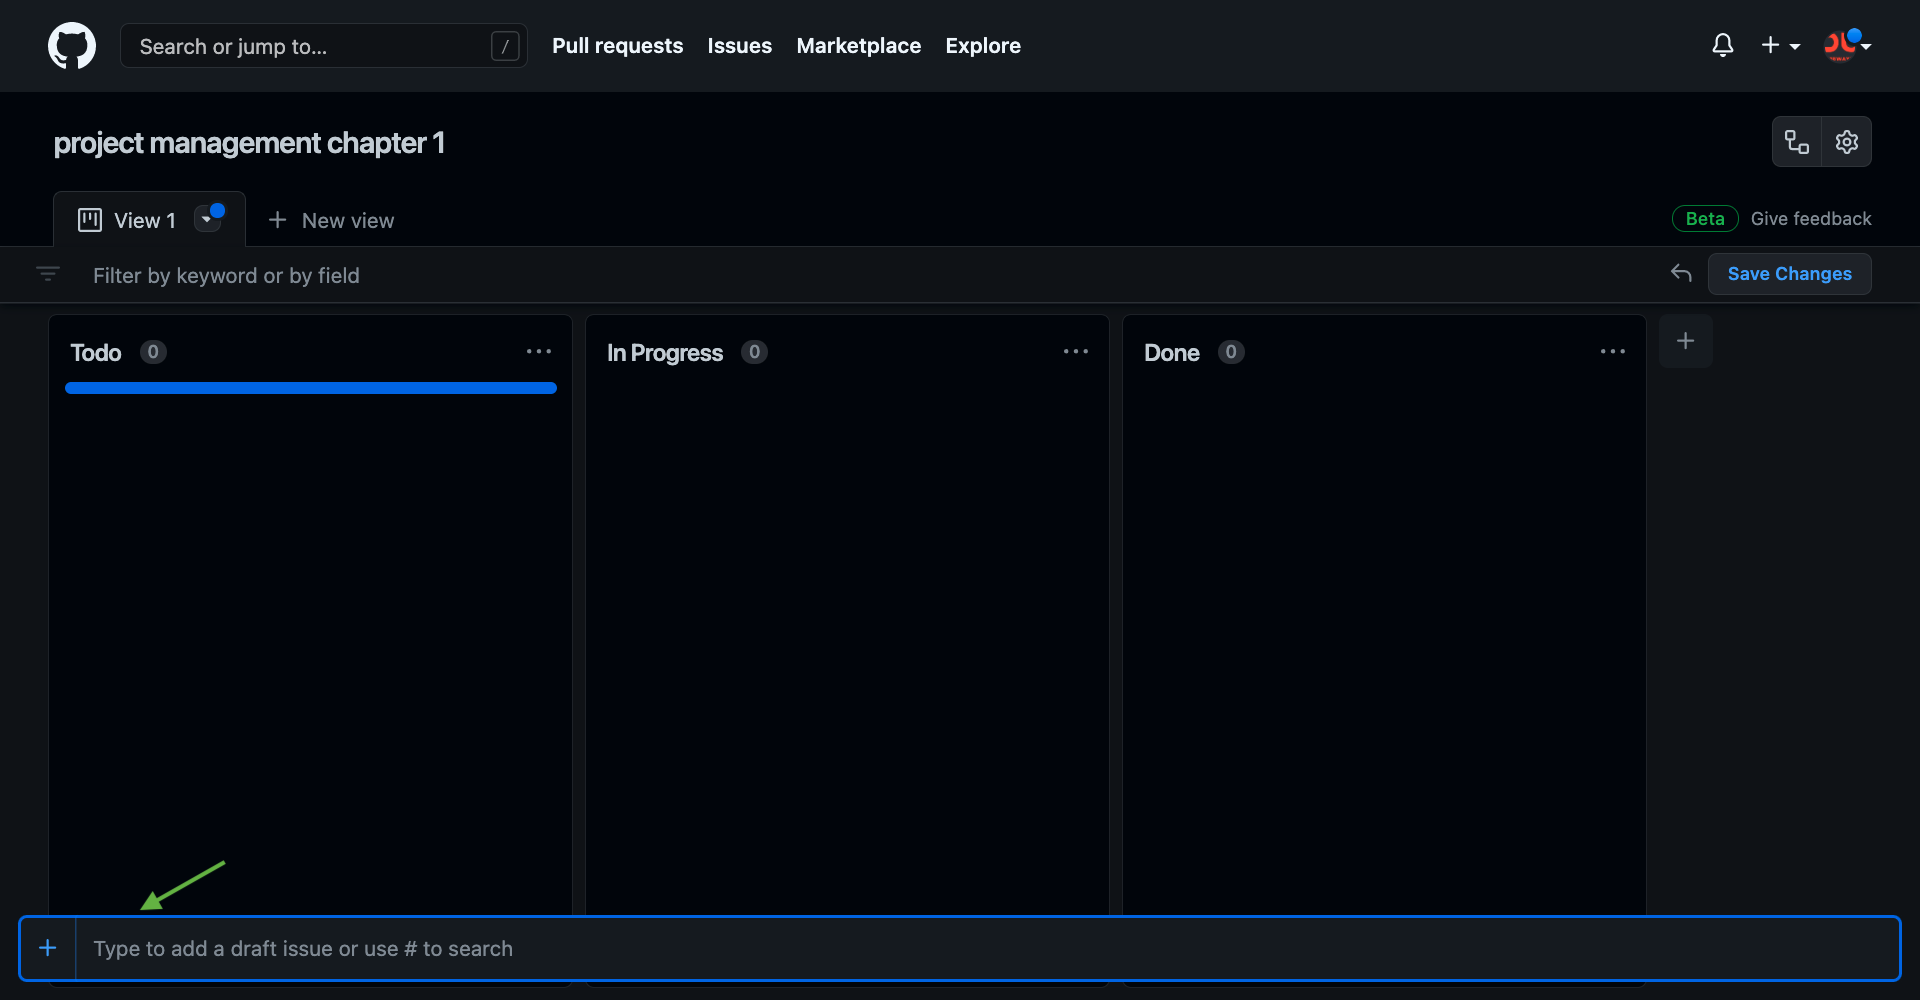 Search or jump to... /
Pull requests Issues Marketplace Explore
project management chapter 1
View 1 New view
Beta Give feedback
Filter by keyword or by field
Save Changes
Todo 0
In Progress 0
Done 0
Type to add a draft issue or use # to search